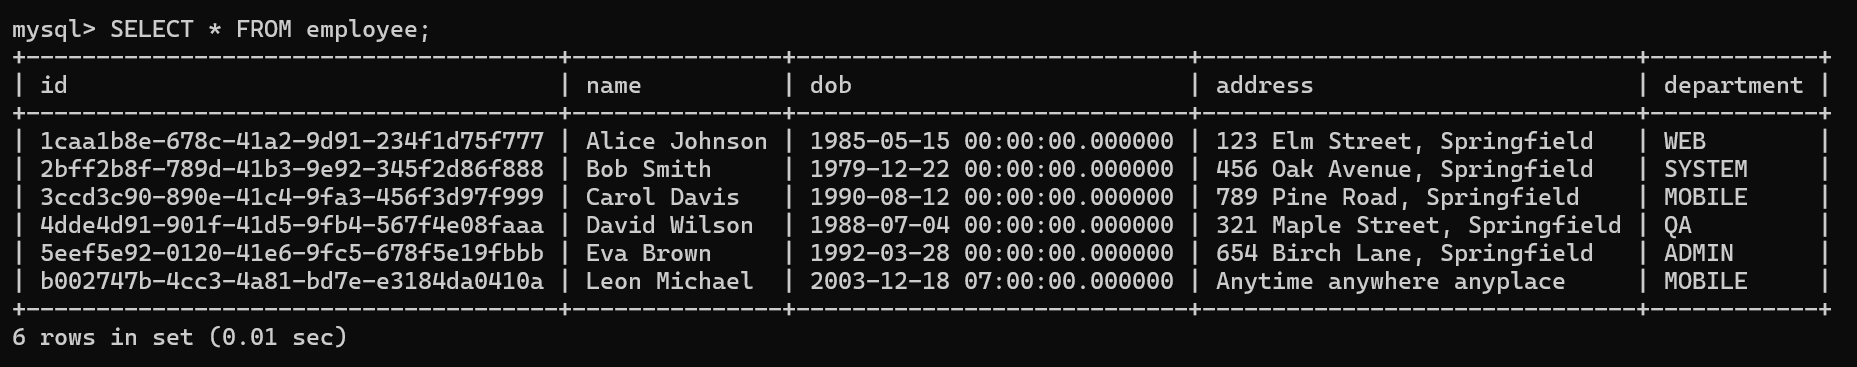 mysql> SELECT * FROM employee;
+--------------------------------------+---------------+----------------------------+-------------------------------+------------+
| id                                   | name          | dob                        | address                       | department |
+--------------------------------------+---------------+----------------------------+-------------------------------+------------+
| 1caa1b8e-678c-41a2-9d91-234f1d75f777 | Alice Johnson | 1985-05-15 00:00:00.000000 | 123 Elm Street, Springfield   | WEB        |
| 2bff2b8f-789d-41b3-9e92-345f2d86f888 | Bob Smith     | 1979-12-22 00:00:00.000000 | 456 Oak Avenue, Springfield   | SYSTEM     |
| 3ccd3c90-890e-41c4-9fa3-456f3d97f999 | Carol Davis   | 1990-08-12 00:00:00.000000 | 789 Pine Road, Springfield    | MOBILE     |
| 4dde4d91-901f-41d5-9fb4-567f4e08faaa | David Wilson  | 1988-07-04 00:00:00.000000 | 321 Maple Street, Springfield | QA         |
| 5eef5e92-0120-41e6-9fc5-678f5e19fbbb | Eva Brown     | 1992-03-28 00:00:00.000000 | 654 Birch Lane, Springfield   | ADMIN      |
| b002747b-4cc3-4a81-bd7e-e3184da0410a | Leon Michael  | 2003-12-18 07:00:00.000000 | Anytime anywhere anyplace     | MOBILE     |
+--------------------------------------+---------------+----------------------------+-------------------------------+------------+
6 rows in set (0.01 sec)